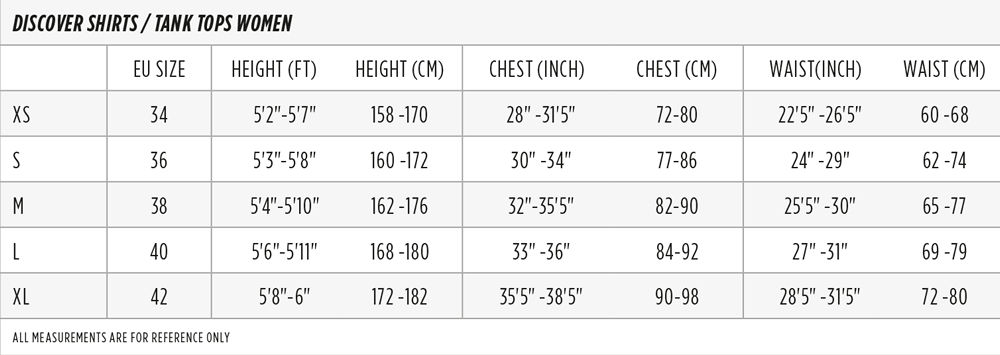 DISCOVER SHIRTS / TANK TOPS WOMEN
EU SIZE HEIGHT (FT) HEIGHT (CM) CHEST (INCH) CHEST (CM) WAIST(INCH) WAIST (CM)
XS 34 5'2"-5'7" 158 -170 28" -31'5" 72-80 22'5" -26'5" 60 -68
S 36 5'3"-5'8" 160 -172 30" -34" 77-86 24" -29" 62 -74
M 38 5'4"-5'10" 162 -176 32"-35'5" 82-90 25'5" -30" 65 -77
L 40 5'6"-5'11" 168 -180 33" -36" 84-92 27" -31" 69 -79
XL 42 5'8"-6" 172 -182 35'5" -38'5" 90-98 28'5" -31'5" 72 -80
ALL MEASUREMENTS ARE FOR REFERENCE ONLY